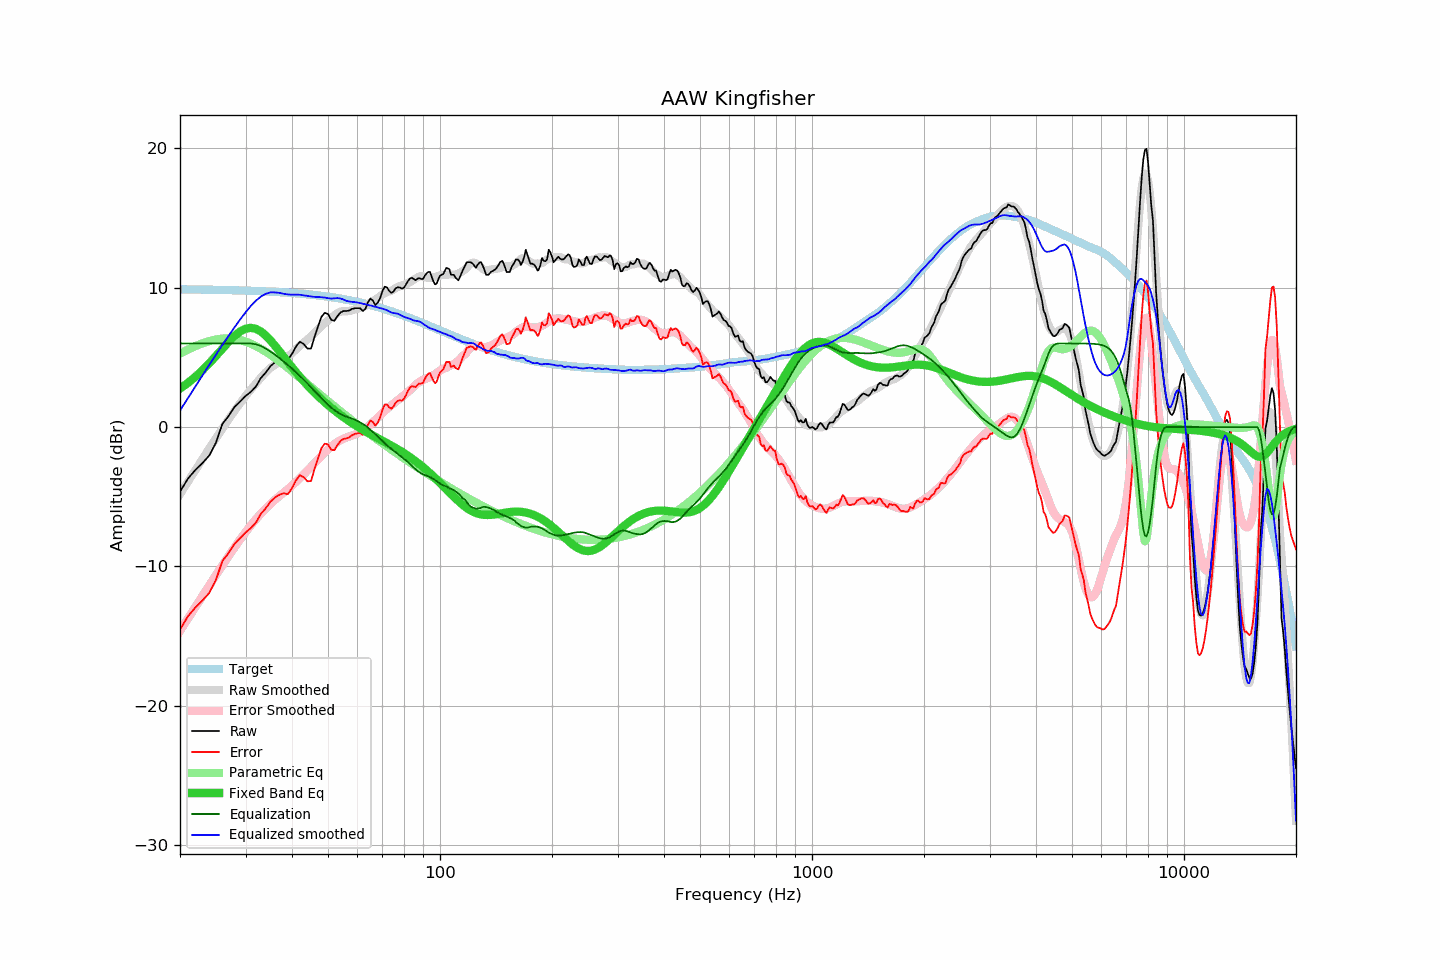 AAW Kingfisher
20
10
0
−10
−20
−30
Amplitude (dBr)
Target
Raw Smoothed
Error Smoothed
Raw
Error
Parametric Eq
Fixed Band Eq
Equalization
Equalized smoothed
100
1000
10000
Frequency (Hz)